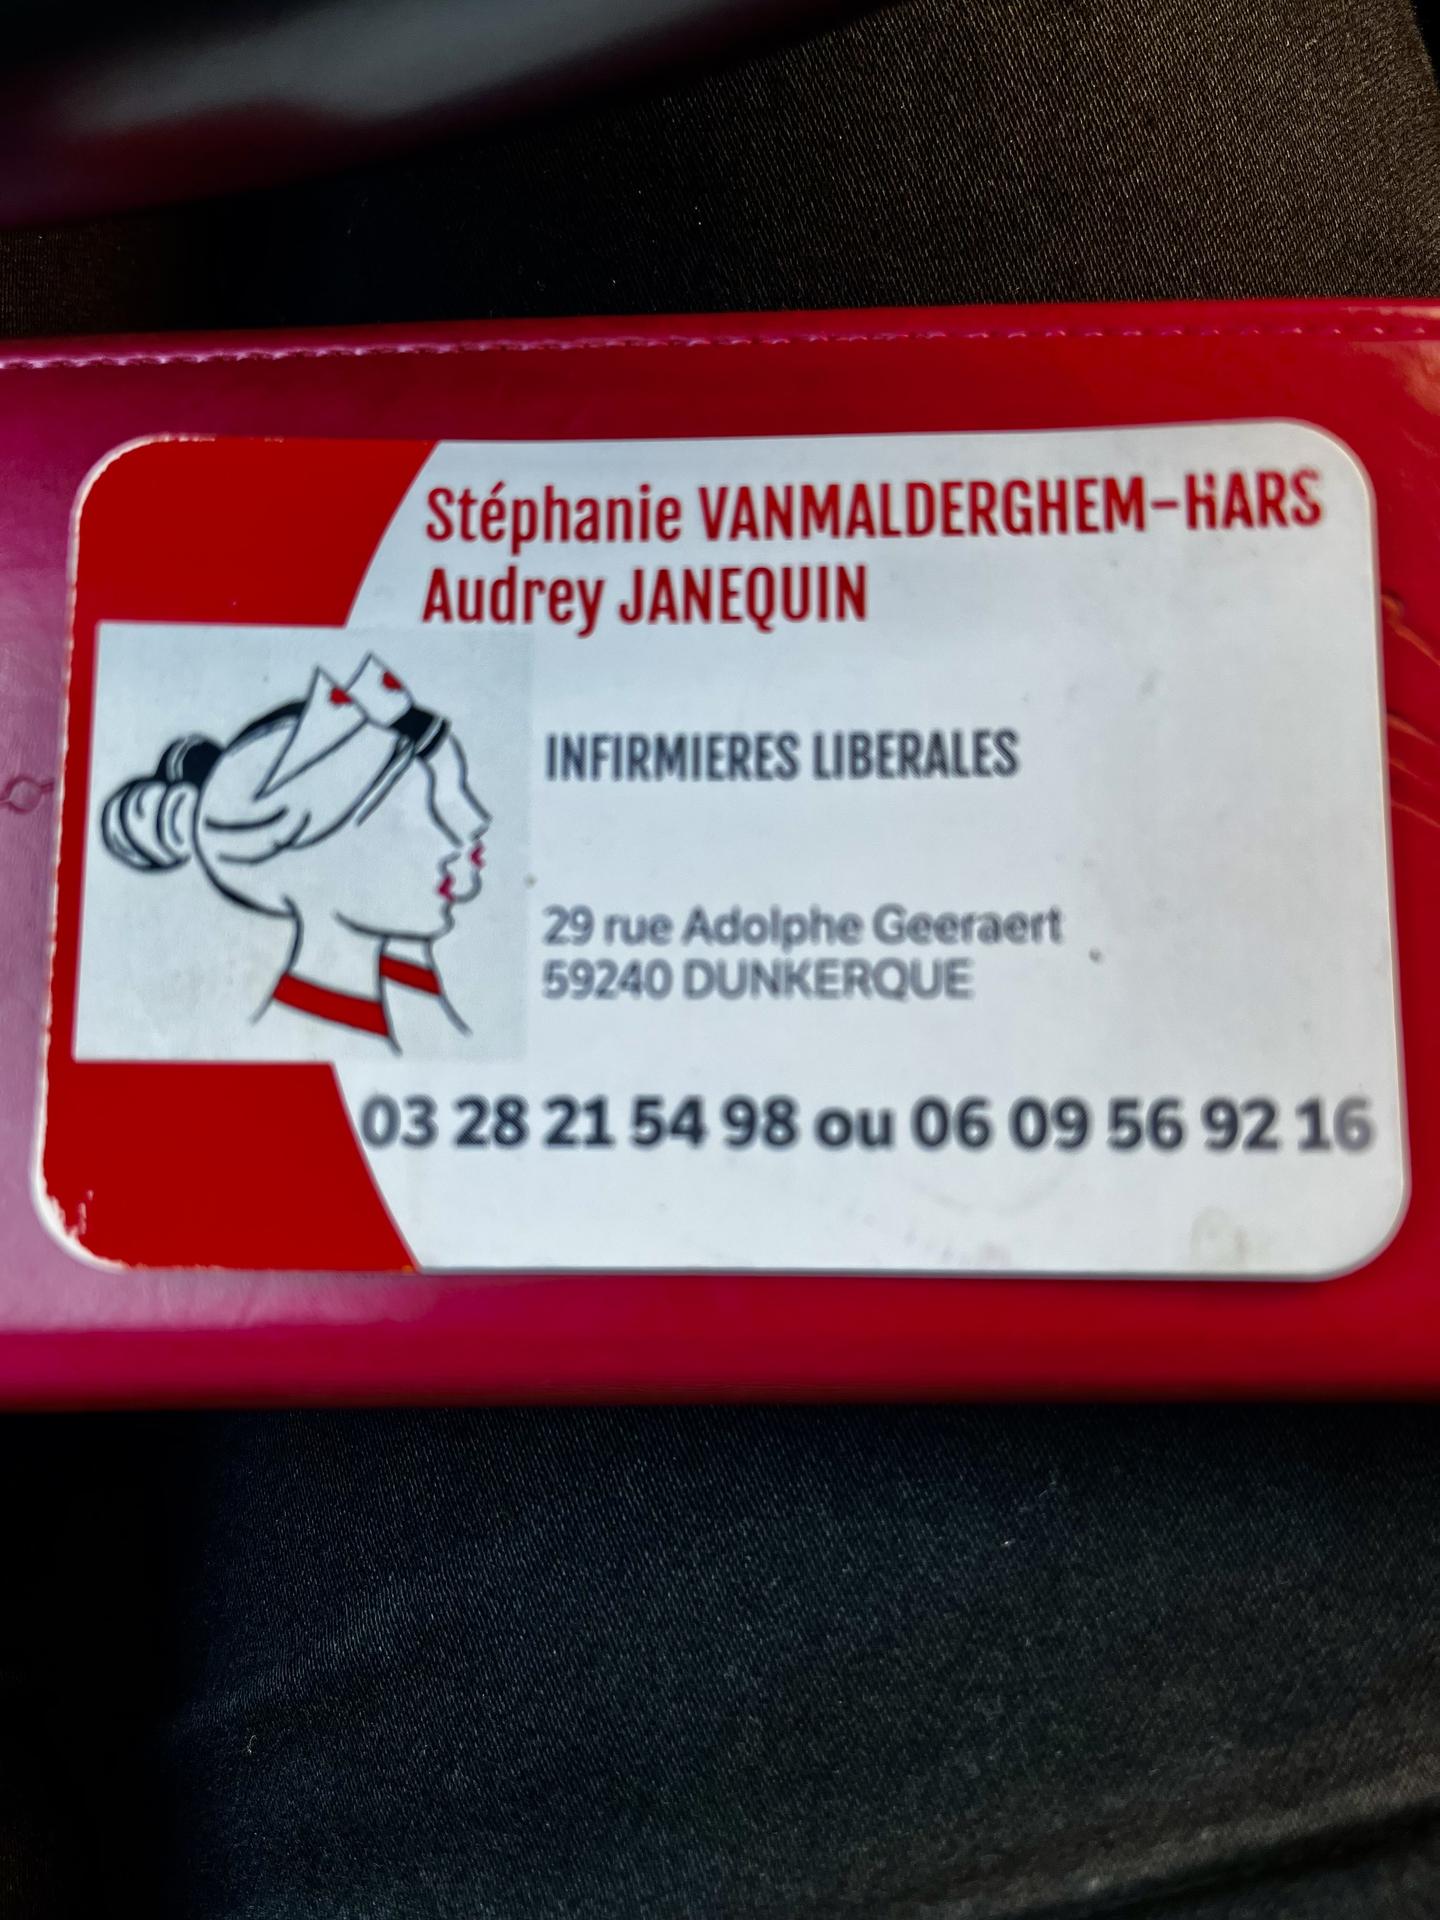 Stéphanie VANMALDERGHEM-HARS
Audrey JANEQUIN
INFIRMIERES LIBERALES
29 rue Adolphe Geeraert
59240 DUNKERQUE
03 28 21 54 98 ou 06 09 56 92 16